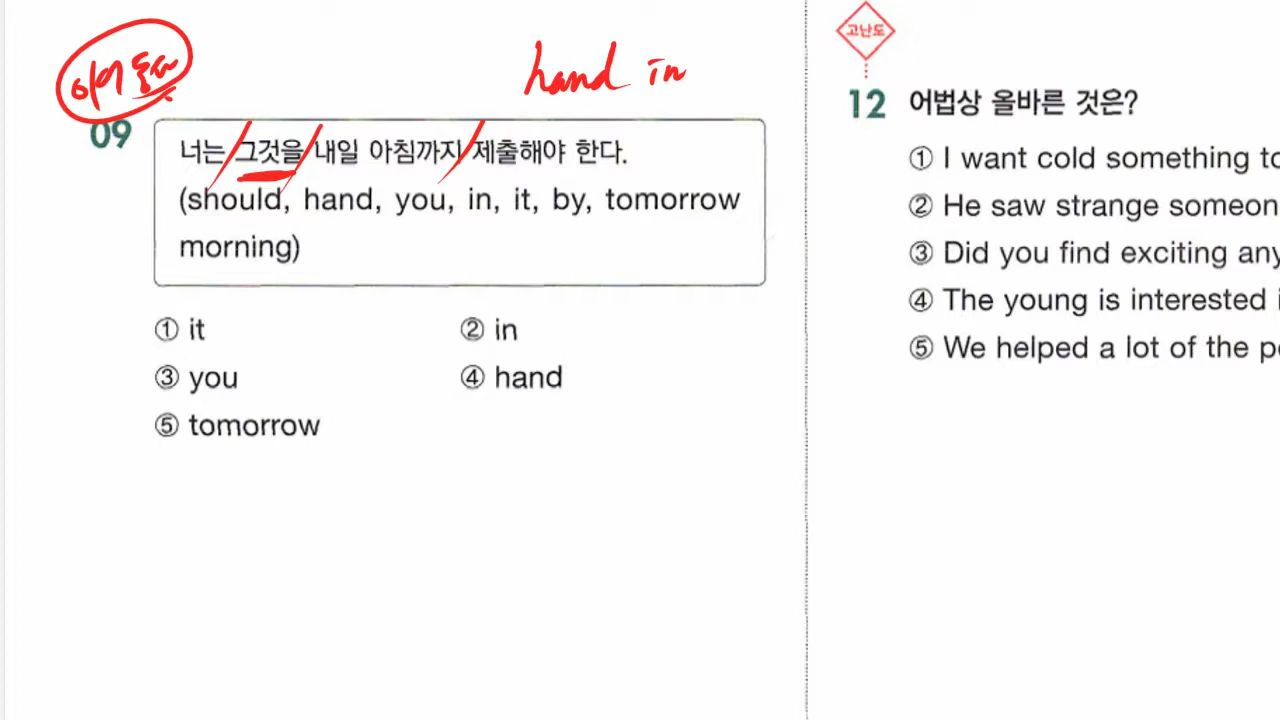 이어동사
hand in
09
너는 그것을 내일 아침까지 제출해야 한다.
(should, hand, you, in, it, by, tomorrow
morning)
① it
② in
③ you
④ hand
⑤ tomorrow
고난도
12 어법상 올바른 것은?
① I want cold something to
② He saw strange someon
③ Did you find exciting any
④ The young is interested i
⑤ We helped a lot of the pe